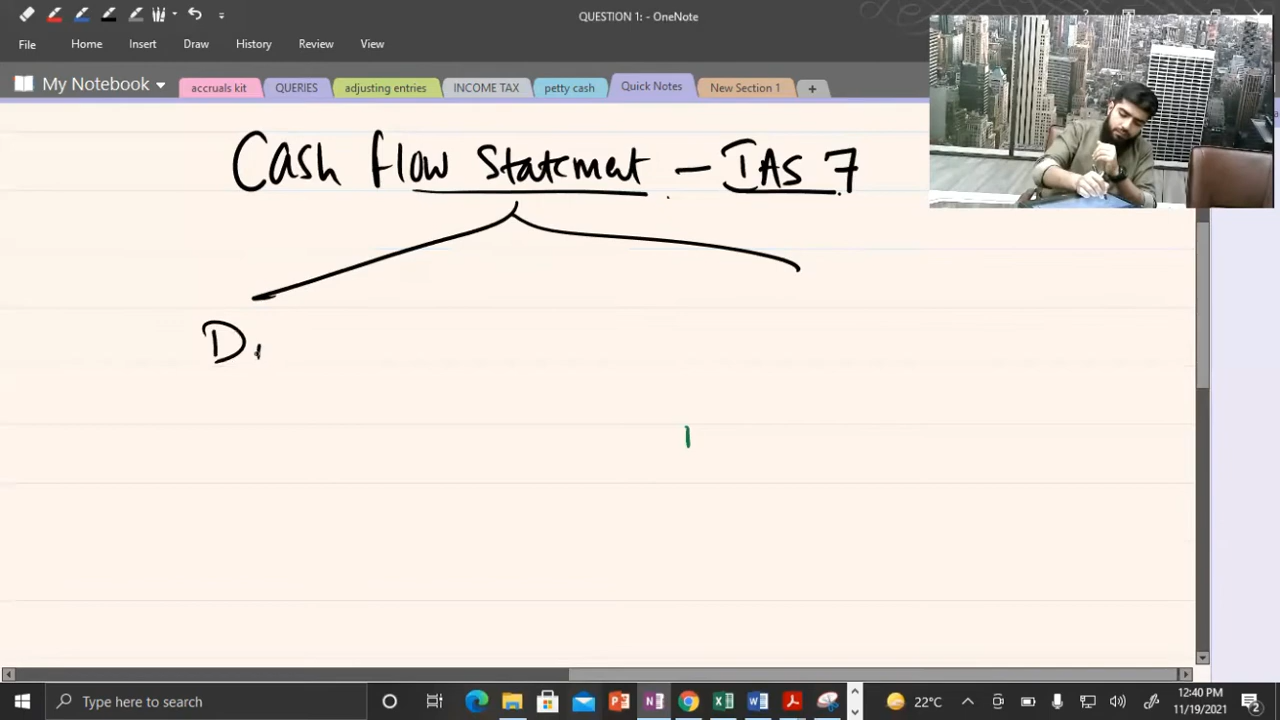 QUESTION 1: - OneNote
File Home Insert Draw History Review View
My Notebook accruals kit QUERIES adjusting entries INCOME TAX petty cash Quick Notes New Section 1
Cash flow Statement - IAS 7
D
Type here to search
22°C
12:40 PM
11/19/2021
2